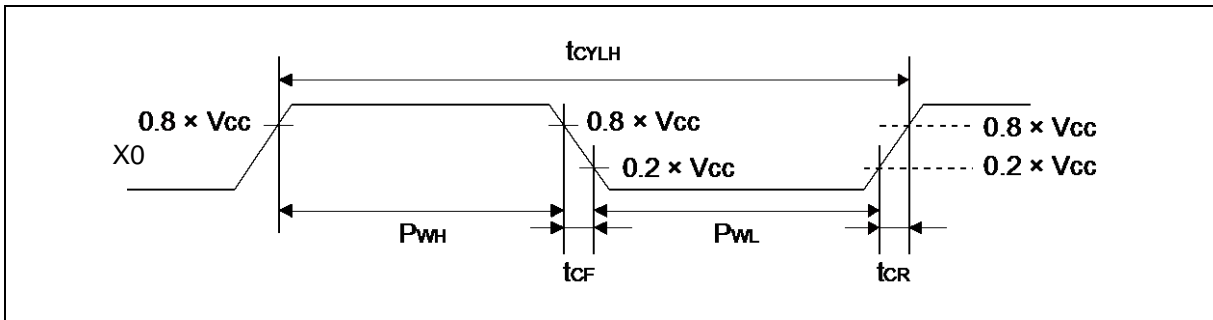 tCYLH
0.8 × VCC
0.8 × VCC
0.8 × VCC
X0
0.2 × VCC
0.2 × VCC
PWH
PWL
tCF
tCR